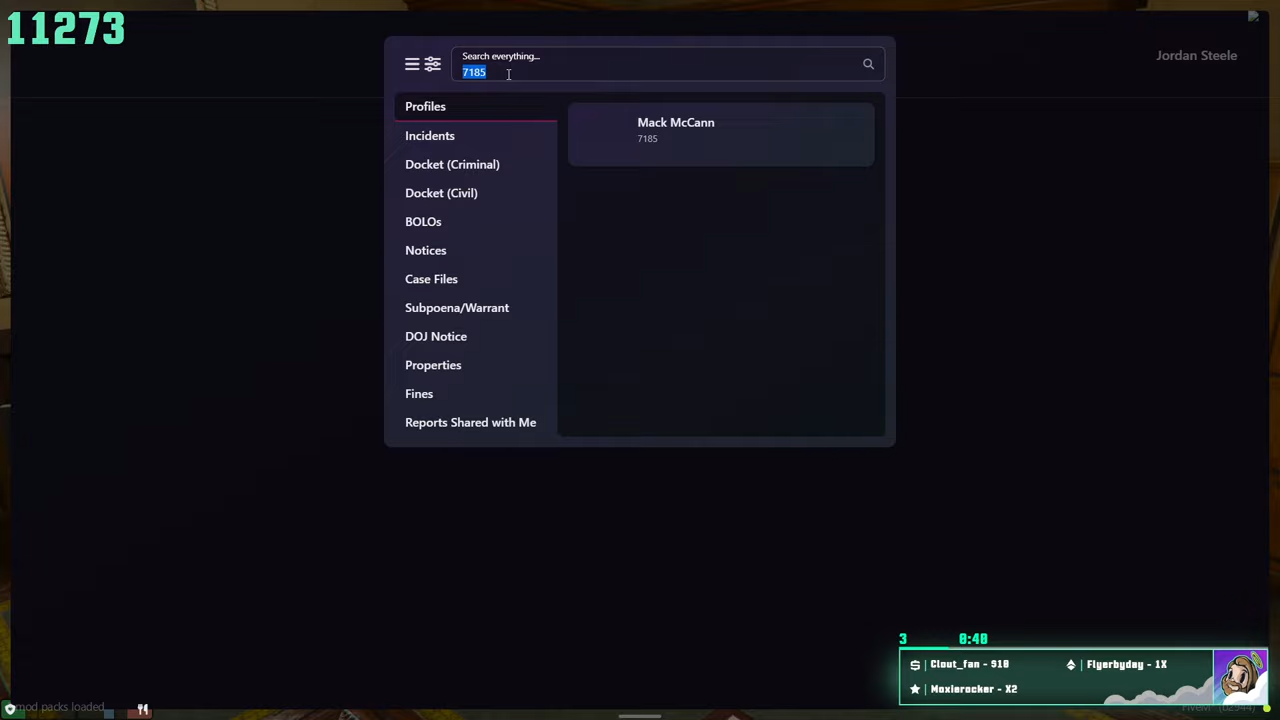 11273
Jordan Steele
Search everything...
7185
Profiles
Incidents
Docket (Criminal)
Docket (Civil)
BOLOs
Notices
Case Files
Subpoena/Warrant
DOJ Notice
Properties
Fines
Reports Shared with Me
Mack McCann
7185
3 0:40
Clout_fan - 910
Flyerbyday - 1X
Moxierocker - X2
mod packs loaded